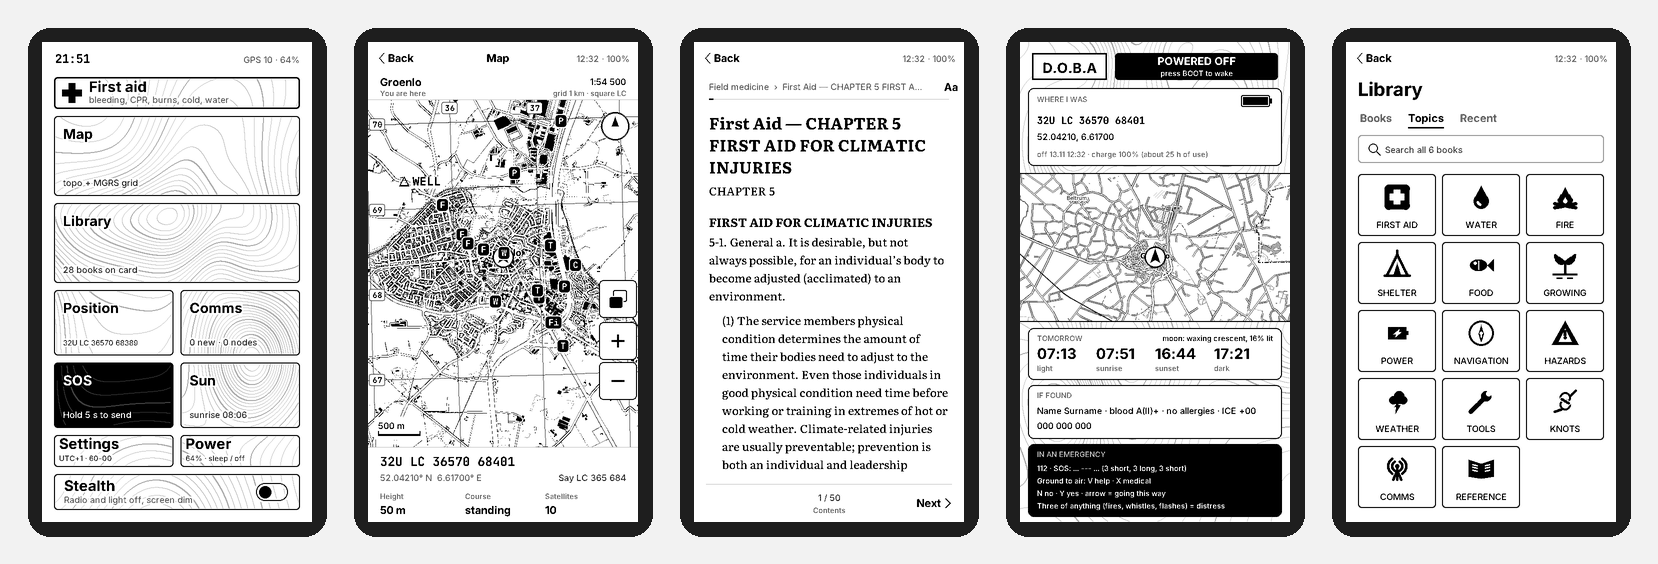 21:51
GPS 10 · 64%
First aid
bleeding, CPR, burns, cold, water
Map
topo + MGRS grid
Library
28 books on card
Position
32U LC 36570 68389
Comms
0 new · 0 nodes
SOS
Hold 5 s to send
Sun
sunrise 08:06
Settings
UTC+1 · 60-00
Power
64% · sleep / off
Stealth
Radio and light off, screen dim
Back
Map
12:32 · 100%
Groenlo
1:54 500
You are here
grid 1 km · square LC
36
37
70
P
P
WELL
F
69
F
F
F
W
T
C
68
T
P
W
Fi
T
67
500 m
32U LC 36570 68401
52.04210° N 6.61700° E
Say LC 365 684
Height
Course
Satellites
50 m
standing
10
Back
12:32 · 100%
Field medicine › First Aid — CHAPTER 5 FIRST A...
Aa
First Aid — CHAPTER 5
FIRST AID FOR CLIMATIC
INJURIES
CHAPTER 5
FIRST AID FOR CLIMATIC INJURIES
5-1. General a. It is desirable, but not
always possible, for an individual's body to
become adjusted (acclimated) to an
environment.
(1) The service members physical
condition determines the amount of
time their bodies need to adjust to the
environment. Even those individuals in
good physical condition need time before
working or training in extremes of hot or
cold weather. Climate-related injuries
are usually preventable; prevention is
both an individual and leadership
1 / 50
Contents
Next
D.O.B.A
POWERED OFF
press BOOT to wake
WHERE I WAS
32U LC 36570 68401
52.04210, 6.61700
off 13.11 12:32 · charge 100% (about 25 h of use)
Beltrum
TOMORROW
moon: waxing crescent, 16% lit
07:13
07:51
16:44
17:21
light
sunrise
sunset
dark
IF FOUND
Name Surname · blood A(II)+ · no allergies · ICE +00
000 000 000
IN AN EMERGENCY
112 · SOS: ... --- ... (3 short, 3 long, 3 short)
Ground to air: V help · X medical
N no · Y yes · arrow = going this way
Three of anything (fires, whistles, flashes) = distress
Back
12:32 · 100%
Library
Books
Topics
Recent
Search all 6 books
FIRST AID
WATER
FIRE
SHELTER
FOOD
GROWING
POWER
NAVIGATION
HAZARDS
WEATHER
TOOLS
KNOTS
COMMS
REFERENCE